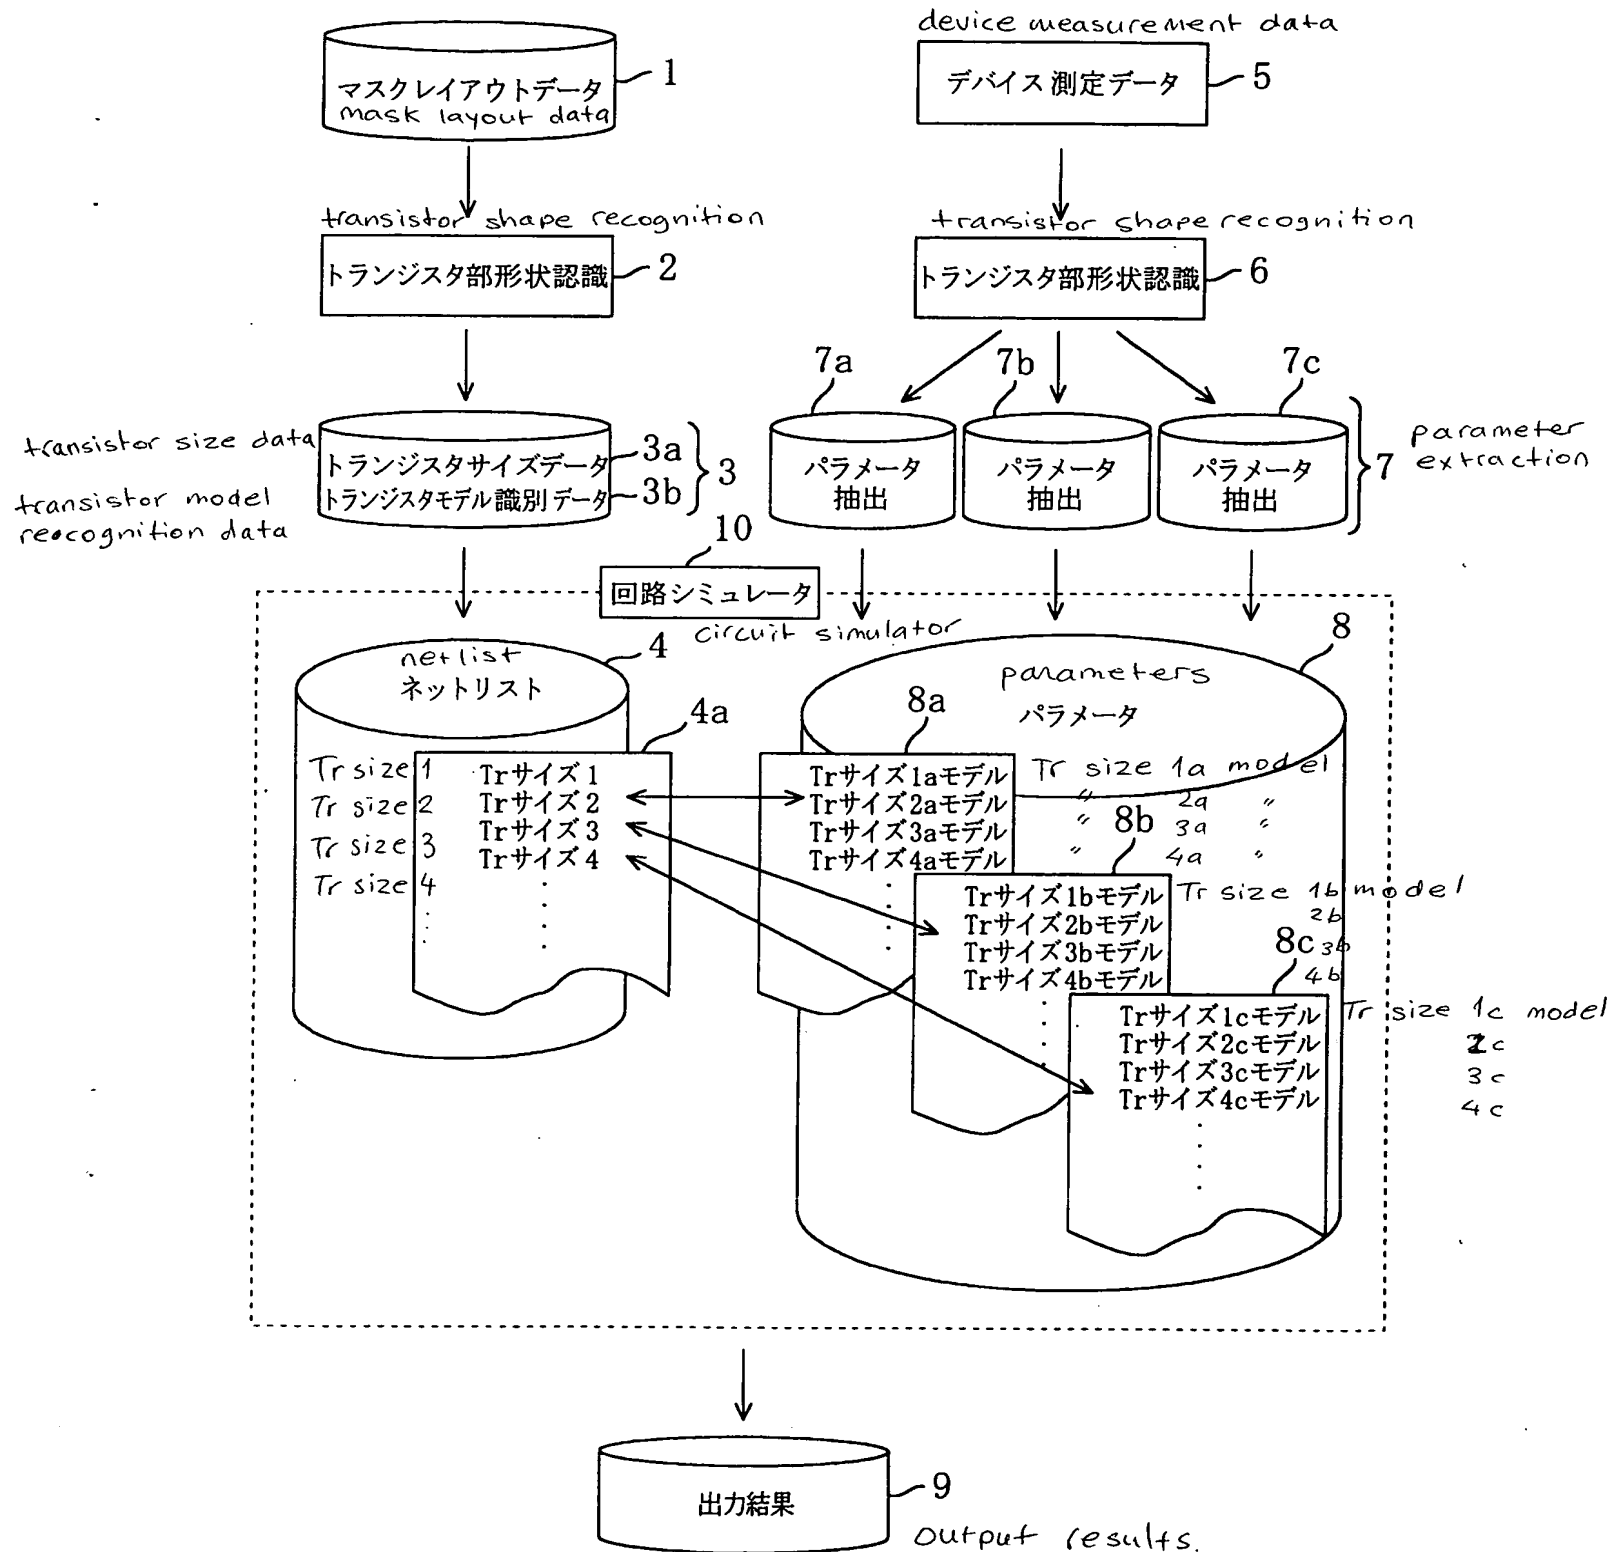 device measurement data
デバイス測定データ
5
マスクレイアウトデータ
mask layout data
1
transistor shape recognition
トランジスタ部形状認識
2
transistor shape recognition
トランジスタ部形状認識
6
7a
7b
7c
transistor size data
トランジスタサイズデータ
3a
transistor model
recognition data
トランジスタモデル識別データ
3b
3
パラメータ
抽出
パラメータ
抽出
パラメータ
抽出
7
parameter
extraction
10
回路シミュレータ
circuit simulator
netlist
ネットリスト
4
parameters
パラメータ
8
4a
Tr size 1
Tr size 2
Tr size 3
Tr size 4
Trサイズ1
Trサイズ2
Trサイズ3
Trサイズ4
8a
Trサイズ1aモデル
Trサイズ2aモデル
Trサイズ3aモデル
Trサイズ4aモデル
Tr size 1a model
〃 2a 〃
〃 3a 〃
〃 4a 〃
8b
Trサイズ1bモデル
Trサイズ2bモデル
Trサイズ3bモデル
Trサイズ4bモデル
Tr size 1b model
2b
3b
4b
8c
Trサイズ1cモデル
Trサイズ2cモデル
Trサイズ3cモデル
Trサイズ4cモデル
Tr size 1c model
2c
3c
4c
出力結果
9
output results.